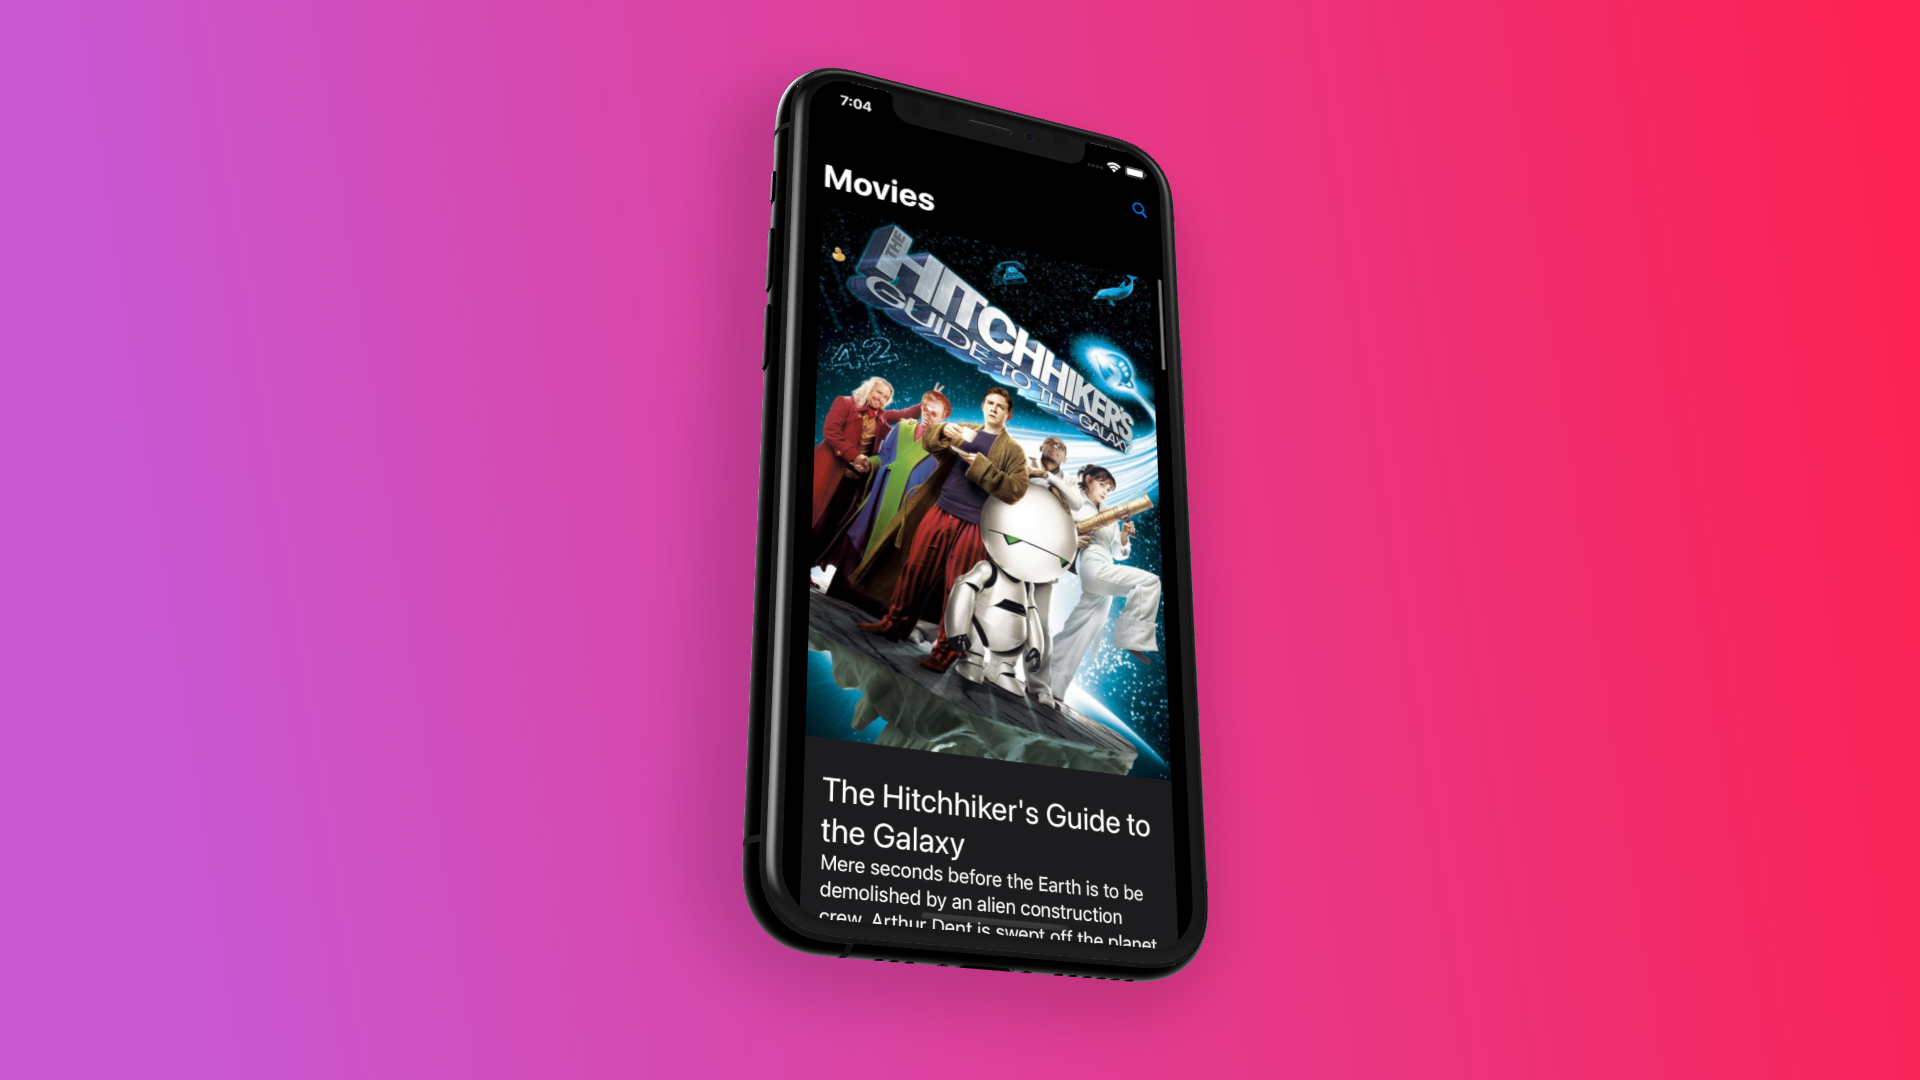 7:04
Movies
THE
HITCHHIKER'S
GUIDE TO THE GALAXY
42
The Hitchhiker's Guide to
the Galaxy
Mere seconds before the Earth is to be
demolished by an alien construction
crew, Arthur Dent is swept off the planet